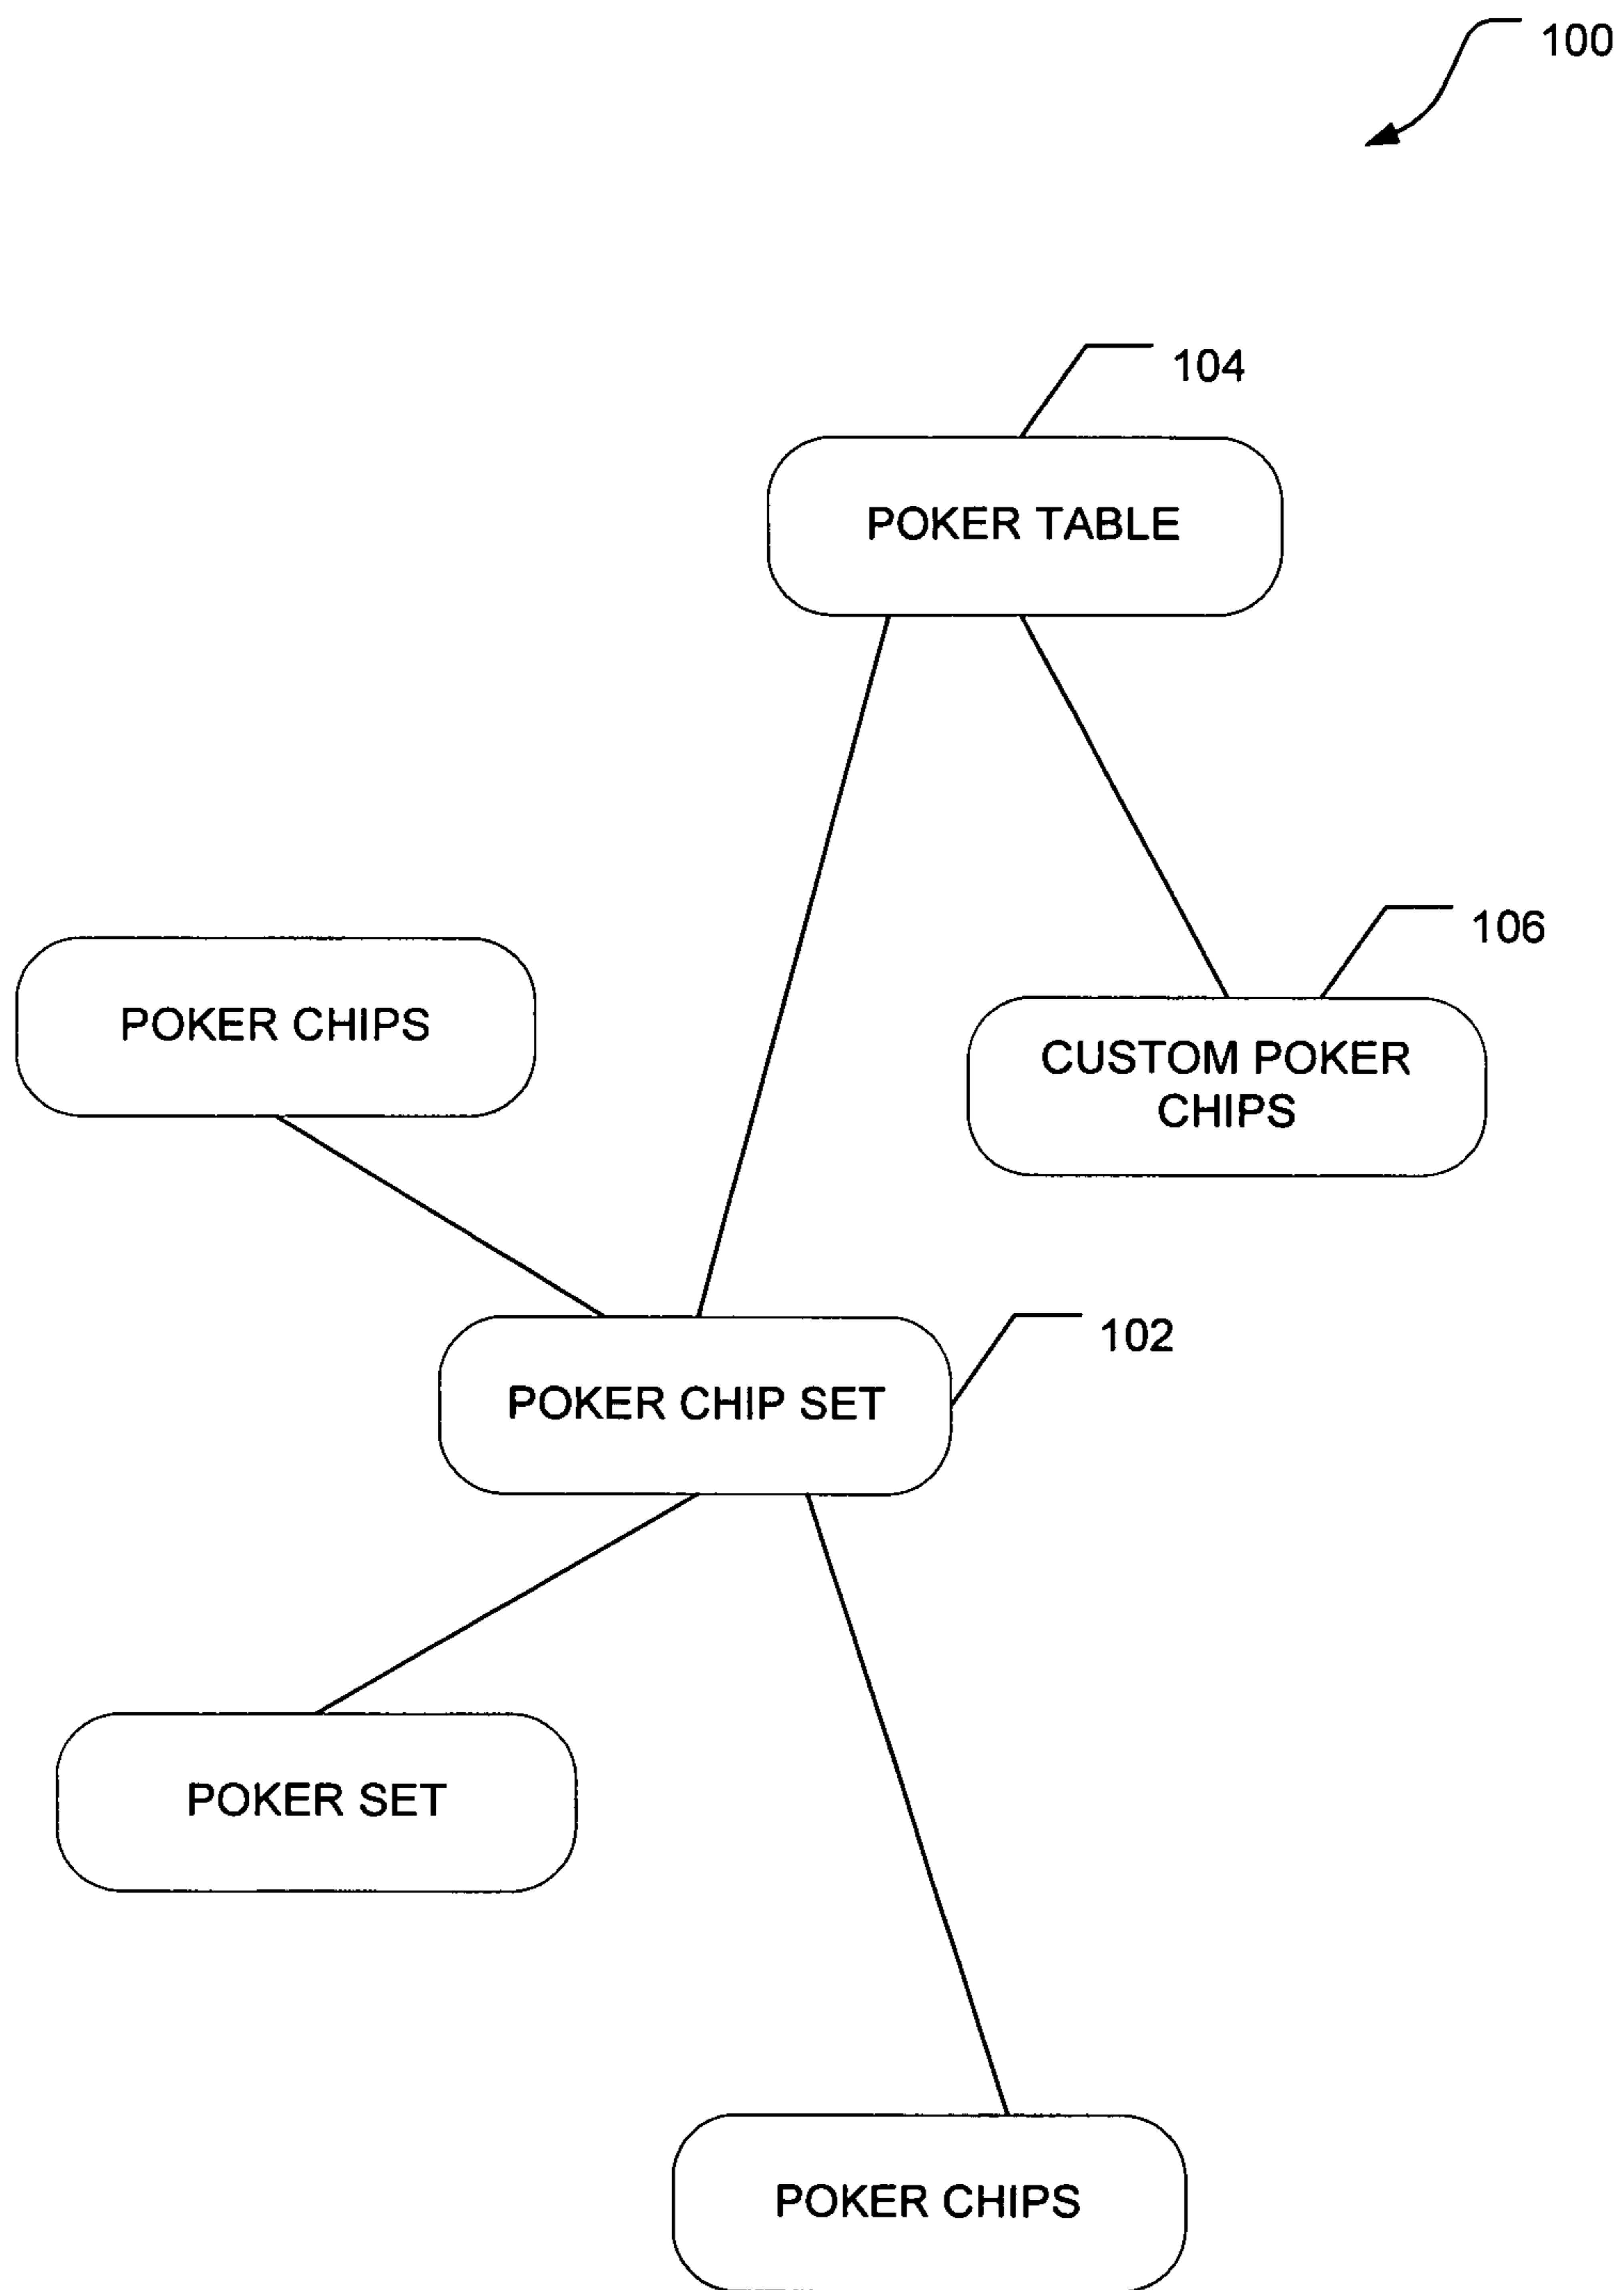 100
104
POKER TABLE
106
POKER CHIPS
CUSTOM POKER
CHIPS
102
POKER CHIP SET
POKER SET
POKER CHIPS